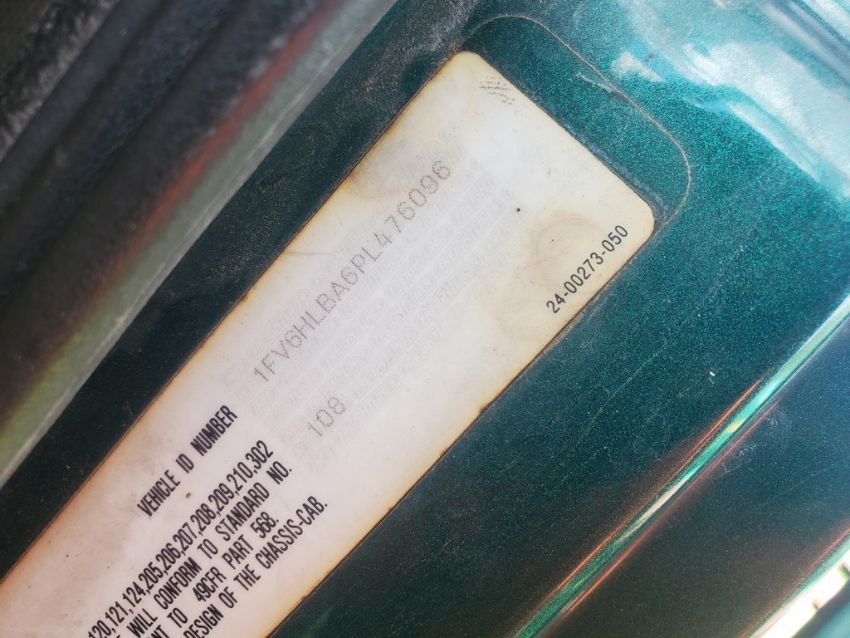 VEHICLE ID NUMBER 1FV6HLBA6PL476096
120,121,124,205,206,207,208,209,210,302
WILL CONFORM TO STANDARD NO. 108
TO 49CFR PART 568.
DESIGN OF THE CHASSIS-CAB.
24-00273-050